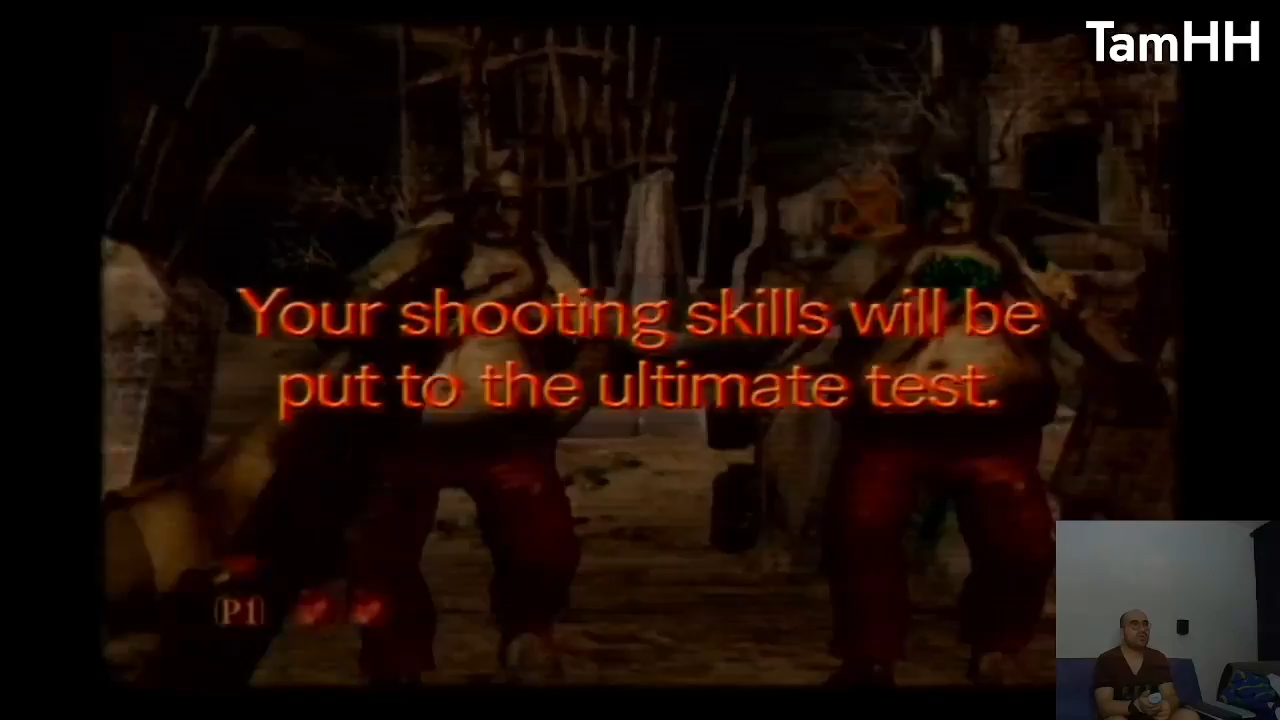 TamHH
Your shooting skills will be
put to the ultimate test.
(P1)